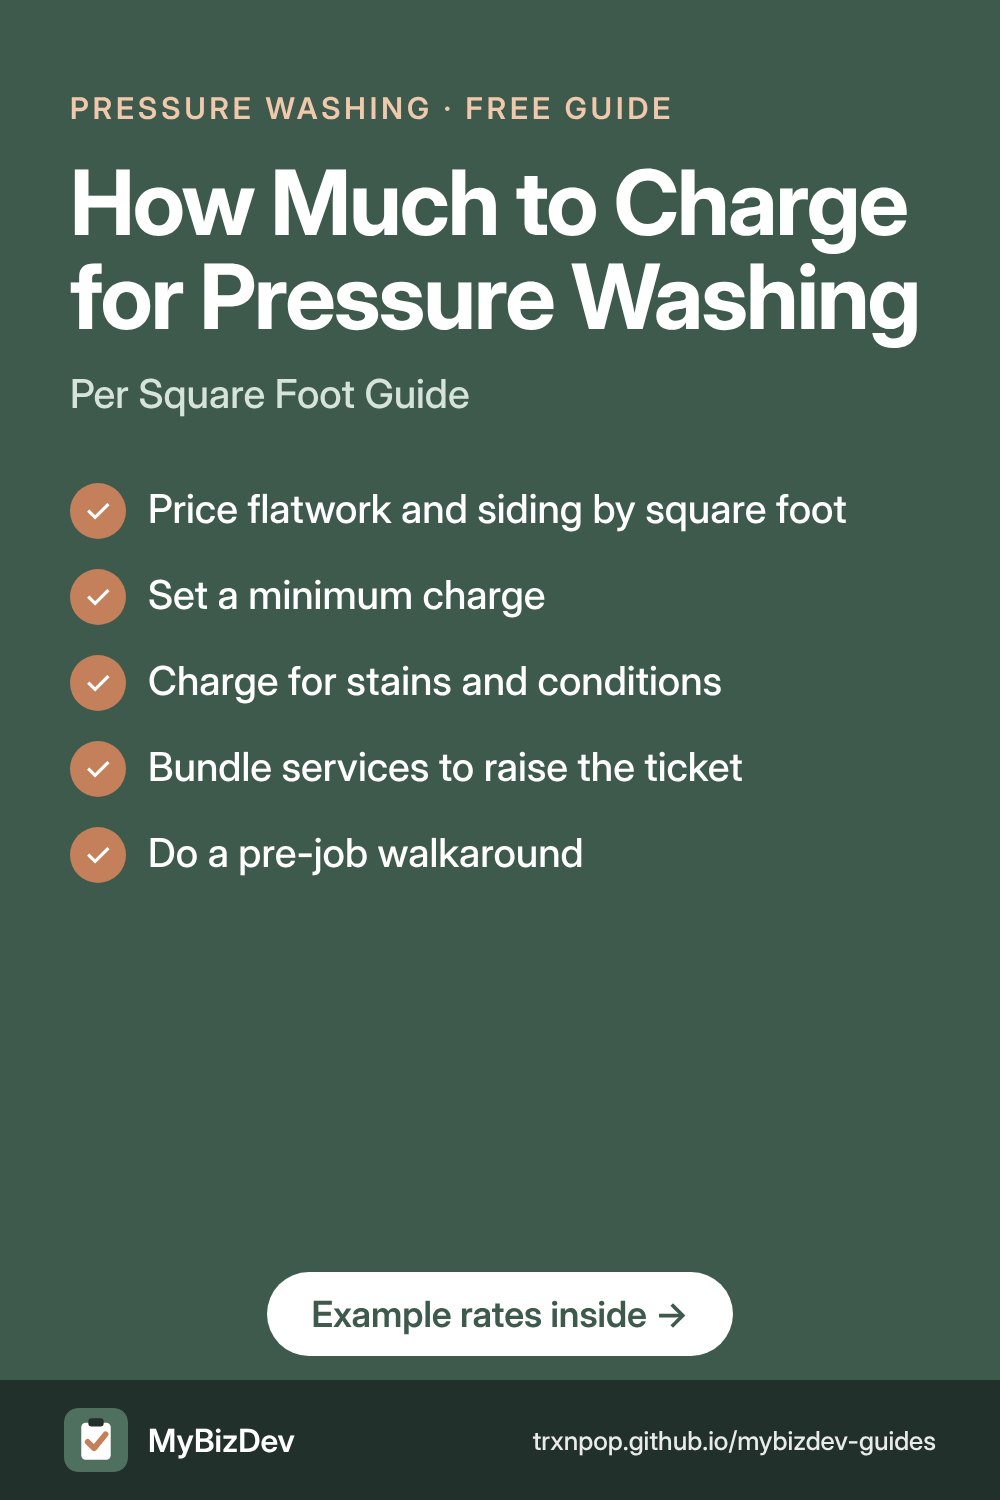 PRESSURE WASHING · FREE GUIDE
How Much to Charge
for Pressure Washing
Per Square Foot Guide
Price flatwork and siding by square foot
Set a minimum charge
Charge for stains and conditions
Bundle services to raise the ticket
Do a pre-job walkaround
Example rates inside →
MyBizDev
trxnpop.github.io/mybizdev-guides